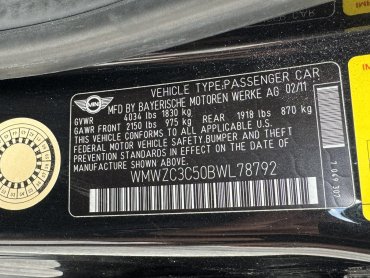 VEHICLE TYPE:PASSENGER CAR
MINI
MFD BY BAYERISCHE MOTOREN WERKE AG 02/11
GVWR 4034 lbs 1830 kg
GAWR FRONT 2150 lbs 975 kg REAR 1918 lbs 870 kg
THIS VEHICLE CONFORMS TO ALL APPLICABLE
FEDERAL MOTOR VEHICLE SAFETY, BUMPER
AND THEFT PREVENTION STANDARDS IN EFFECT
ON THE DATE OF MANUFACTURE SHOWN ABOVE.
WMWZC3C50BWL78792